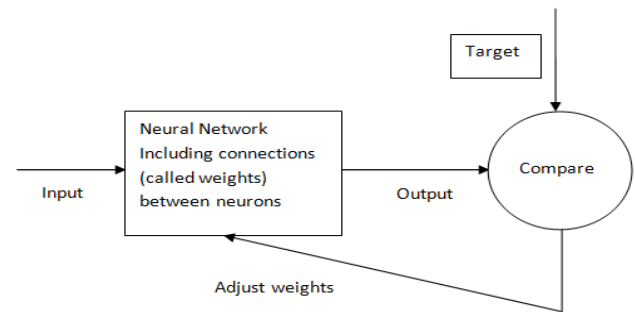 Target
Neural Network
Including connections
(called weights)
between neurons
Compare
Input
Output
Adjust weights